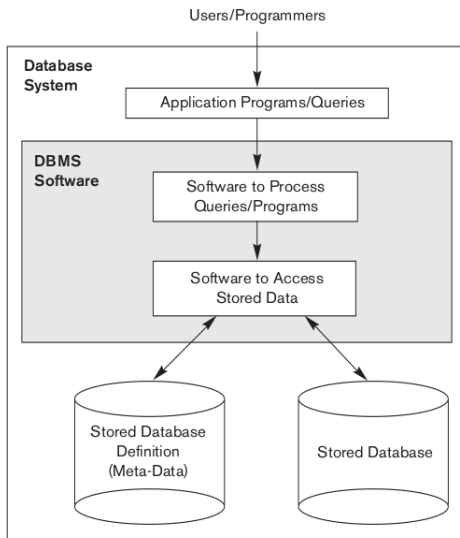 Users/Programmers
Database
System
Application Programs/Queries
DBMS
Software
Software to Process
Queries/Programs
Software to Access
Stored Data
Stored Database
Definition
(Meta-Data)
Stored Database